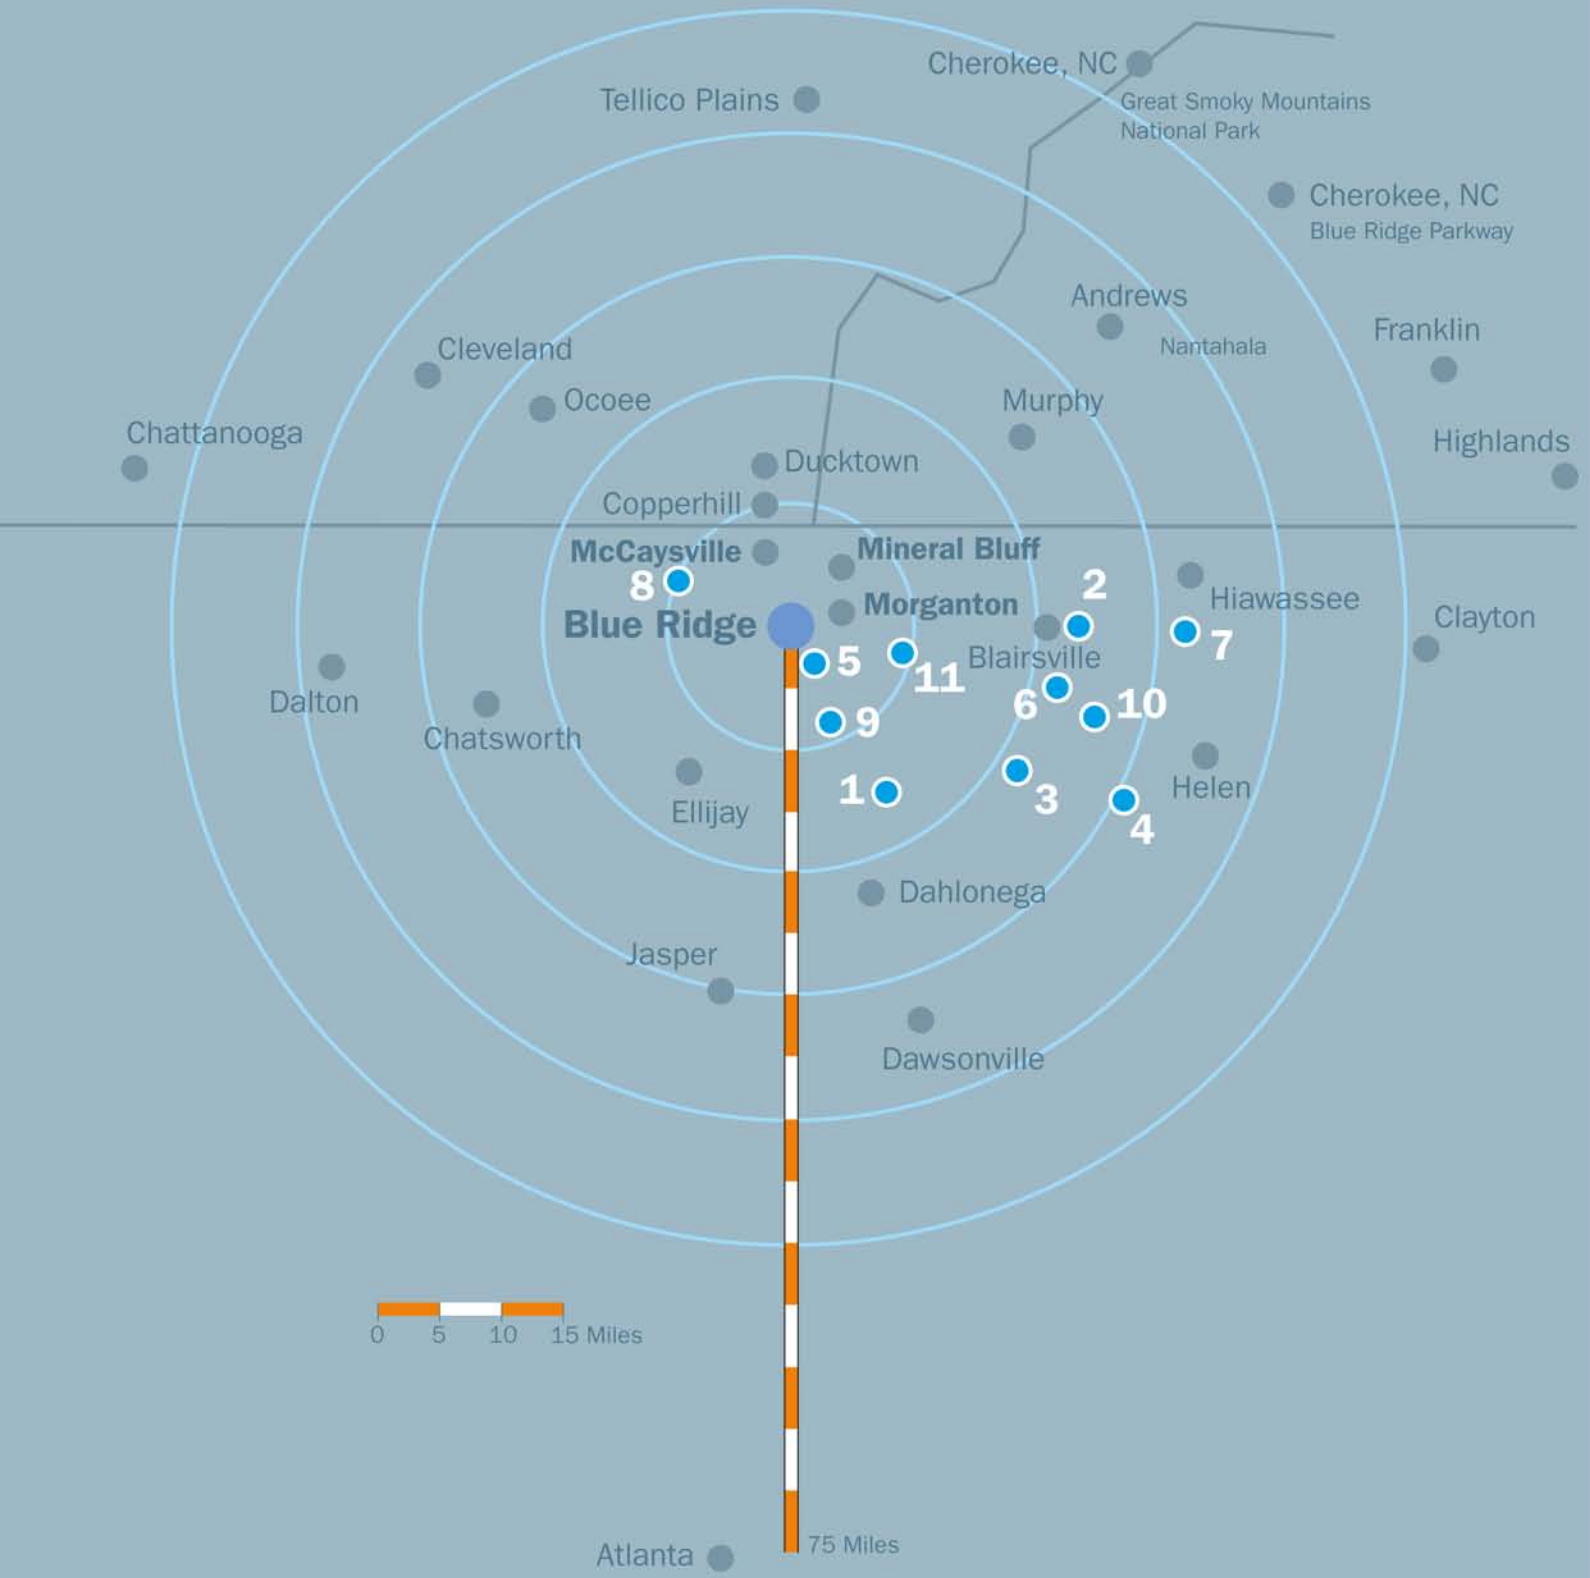 Cherokee, NC
Tellico Plains
Great Smoky Mountains
National Park
Cherokee, NC
Blue Ridge Parkway
Andrews
Franklin
Nantahala
Cleveland
Ocoee
Murphy
Chattanooga
Highlands
Ducktown
Copperhill
McCaysville
Mineral Bluff
8
2
Morganton
Hiawassee
Blue Ridge
Clayton
7
5
Blairsville
11
Dalton
6
10
9
Chatsworth
1
3
Helen
Ellijay
4
Dahlonega
Jasper
Dawsonville
0 5 10 15 Miles
75 Miles
Atlanta